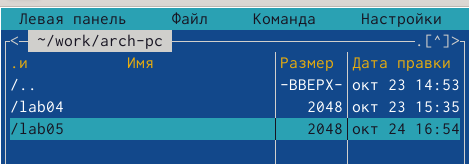 Левая панель Файл Команда Настройки
<─ ~/work/arch-pc .[^]>
.и Имя Размер Дата правки
/.. -ВВЕРХ- окт 23 14:53
/lab04 2048 окт 23 15:35
/lab05 2048 окт 24 16:54